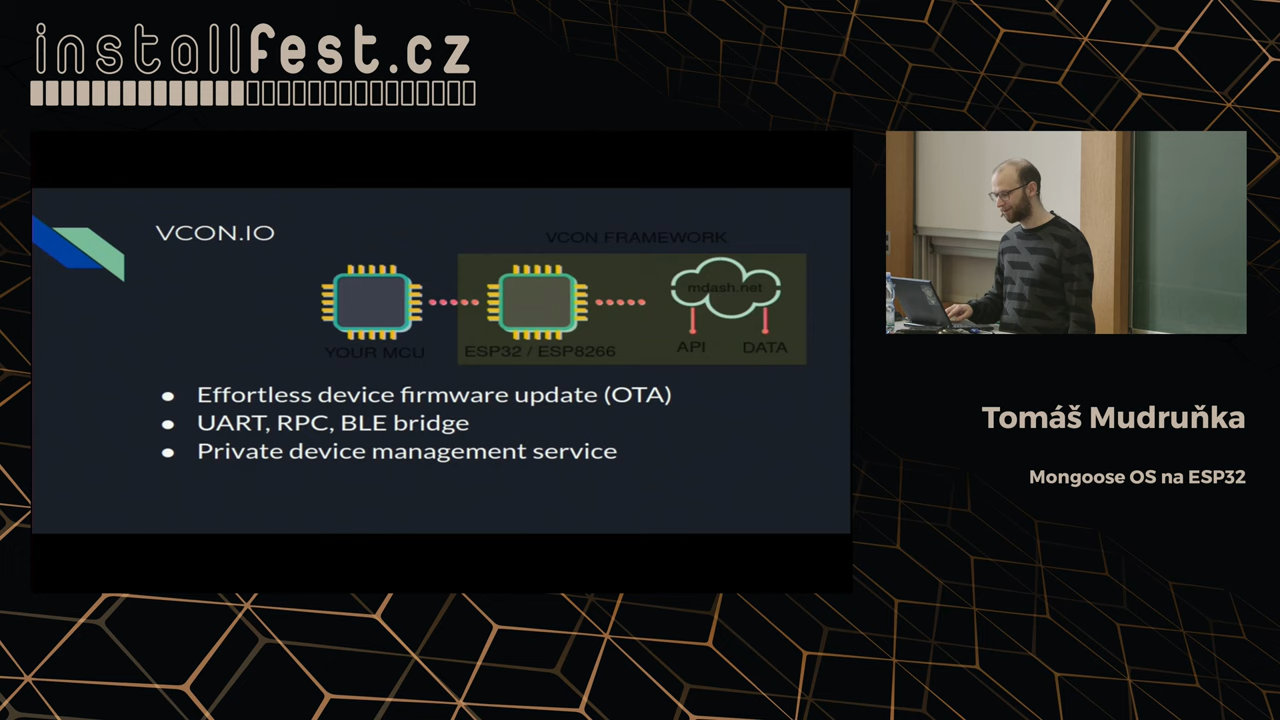 installfest.cz
VCON.IO
VCON FRAMEWORK
mdash.net
YOUR MCU
ESP32 / ESP8266
API
DATA
● Effortless device firmware update (OTA)
● UART, RPC, BLE bridge
● Private device management service
Tomáš Mudruňka
Mongoose OS na ESP32